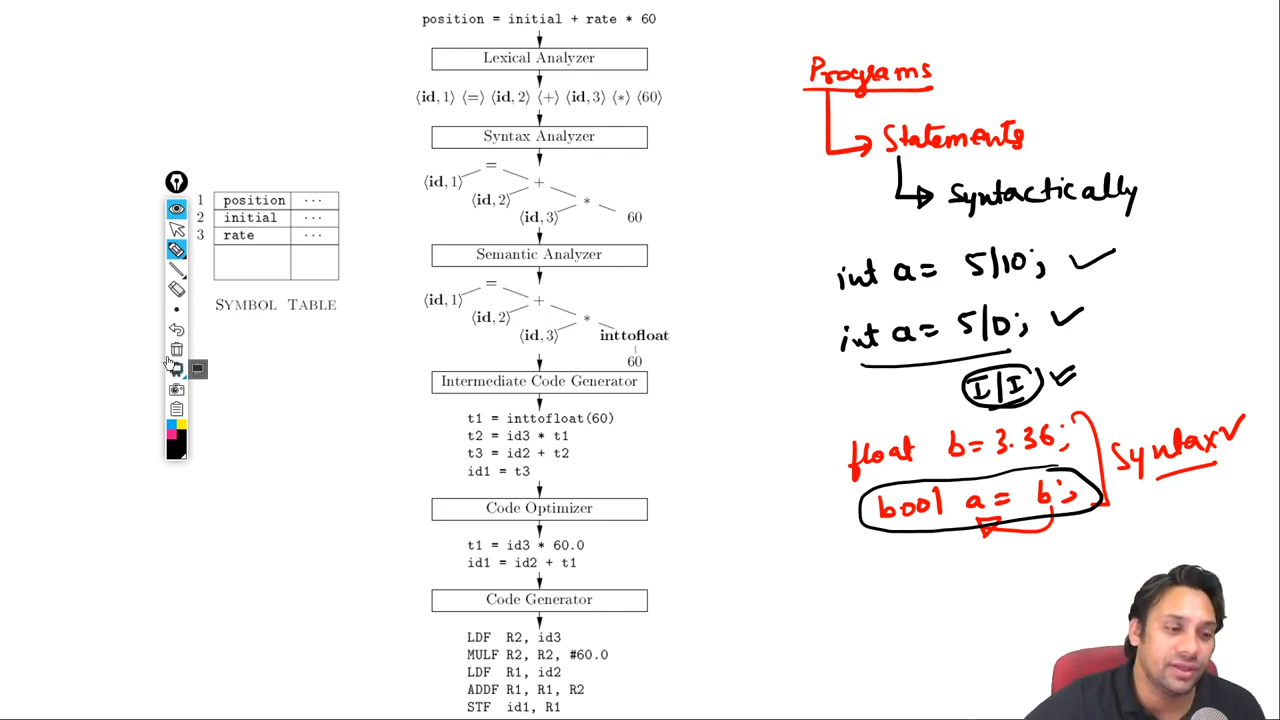 position = initial + rate * 60
Lexical Analyzer
⟨id, 1⟩ ⟨=⟩ ⟨id, 2⟩ ⟨+⟩ ⟨id, 3⟩ ⟨*⟩ ⟨60⟩
Syntax Analyzer
=
⟨id, 1⟩ +
⟨id, 2⟩ *
⟨id, 3⟩ 60
Semantic Analyzer
=
⟨id, 1⟩ +
⟨id, 2⟩ *
⟨id, 3⟩ inttofloat
60
Intermediate Code Generator
t1 = inttofloat(60)
t2 = id3 * t1
t3 = id2 + t2
id1 = t3
Code Optimizer
t1 = id3 * 60.0
id1 = id2 + t1
Code Generator
LDF R2, id3
MULF R2, R2, #60.0
LDF R1, id2
ADDF R1, R1, R2
STF id1, R1
1 position ...
2 initial ...
3 rate ...
SYMBOL TABLE
Programs
Statements
Syntactically
int a = 5/10;
int a = 5/0;
I/I
float b = 3.36;
bool a = b;
Syntax